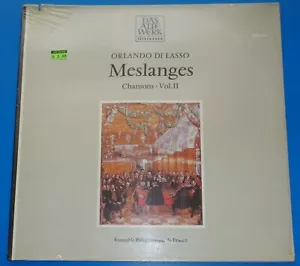 DAS
ALTE
WERK
ORLANDO DI LASSO
Meslanges
Chansons · Vol.II